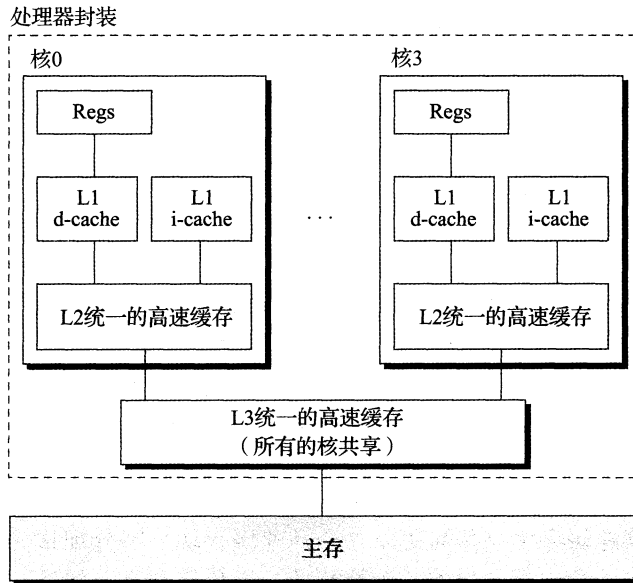 处理器封装
核0
核3
Regs
Regs
L1
d-cache
L1
i-cache
...
L1
d-cache
L1
i-cache
L2统一的高速缓存
L2统一的高速缓存
L3统一的高速缓存
（所有的核共享）
主存